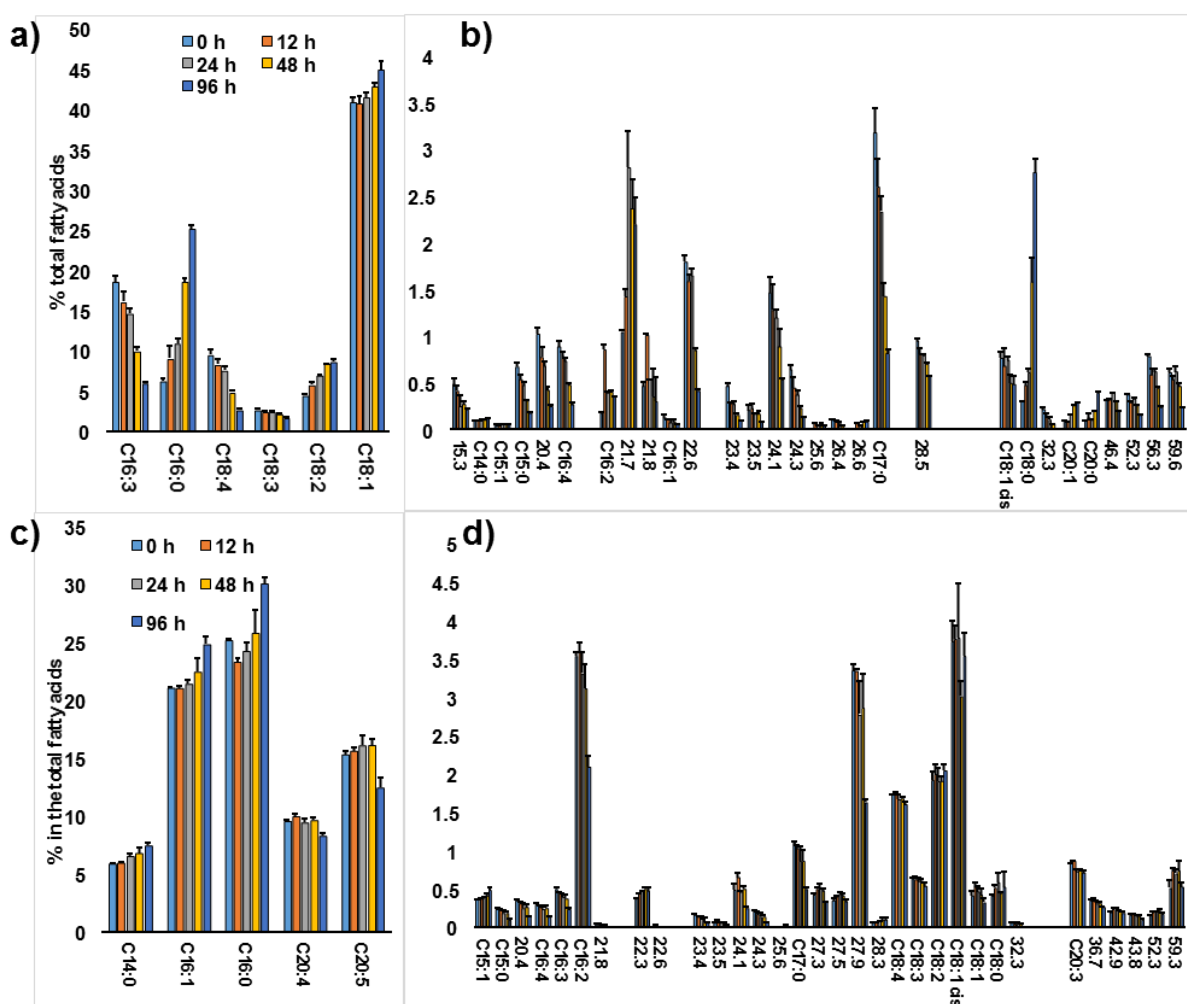 a)
0 h
12 h
24 h
48 h
96 h
% total fatty acids
50
45
40
35
30
25
20
15
10
5
0
C16:3
C16:0
C18:4
C18:3
C18:2
C18:1
b)
4
3.5
3
2.5
2
1.5
1
0.5
0
15.3
C14:0
C15:1
C15:0
20.4
C16:4
C16:2
21.7
21.8
C16:1
22.6
23.4
23.5
24.1
24.3
25.6
26.4
26.6
C17:0
28.5
C18:1 cis
C18:0
32.3
C20:1
C20:0
46.4
52.3
56.3
59.6
c)
0 h
12 h
24 h
48 h
96 h
% in the total fatty acids
35
30
25
20
15
10
5
0
C14:0
C16:1
C16:0
C20:4
C20:5
d)
5
4.5
4
3.5
3
2.5
2
1.5
1
0.5
0
C15:1
C15:0
20.4
C16:4
C16:3
C16:2
21.8
22.3
22.6
23.4
23.5
24.1
24.3
25.6
C17:0
27.3
27.5
27.9
28.3
C18:4
C18:3
C18:2
C18:1 cis
C18:1
C18:0
32.3
C20:3
36.7
42.9
43.8
52.3
59.3